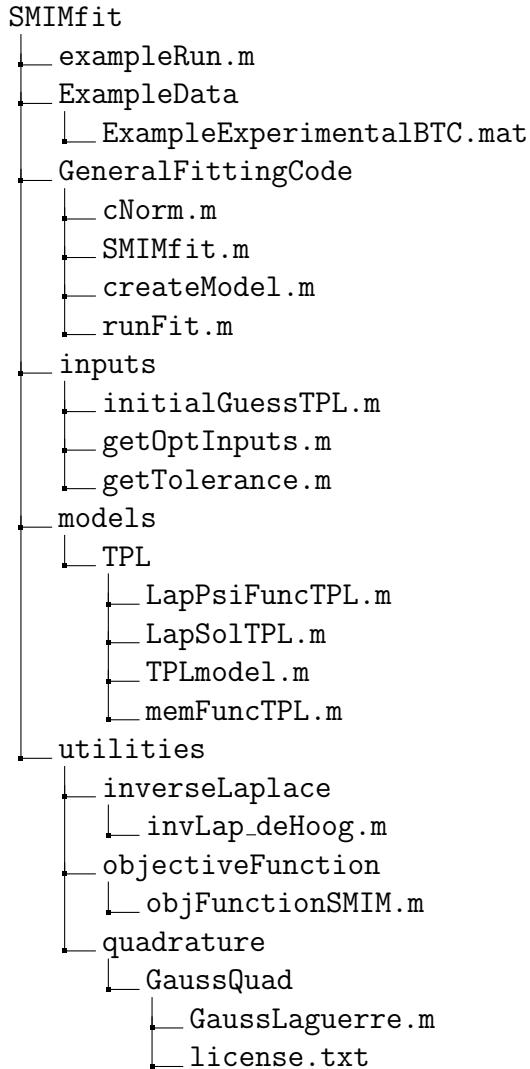 SMIMfit
exampleRun.m
ExampleData
ExampleExperimentalBTC.mat
GeneralFittingCode
cNorm.m
SMIMfit.m
createModel.m
runFit.m
inputs
initialGuessTPL.m
getOptInputs.m
getTolerance.m
models
TPL
LapPsiFuncTPL.m
LapSolTPL.m
TPLmodel.m
memFuncTPL.m
utilities
inverseLaplace
invLap_deHoog.m
objectiveFunction
objFunctionSMIM.m
quadrature
GaussQuad
GaussLaguerre.m
license.txt